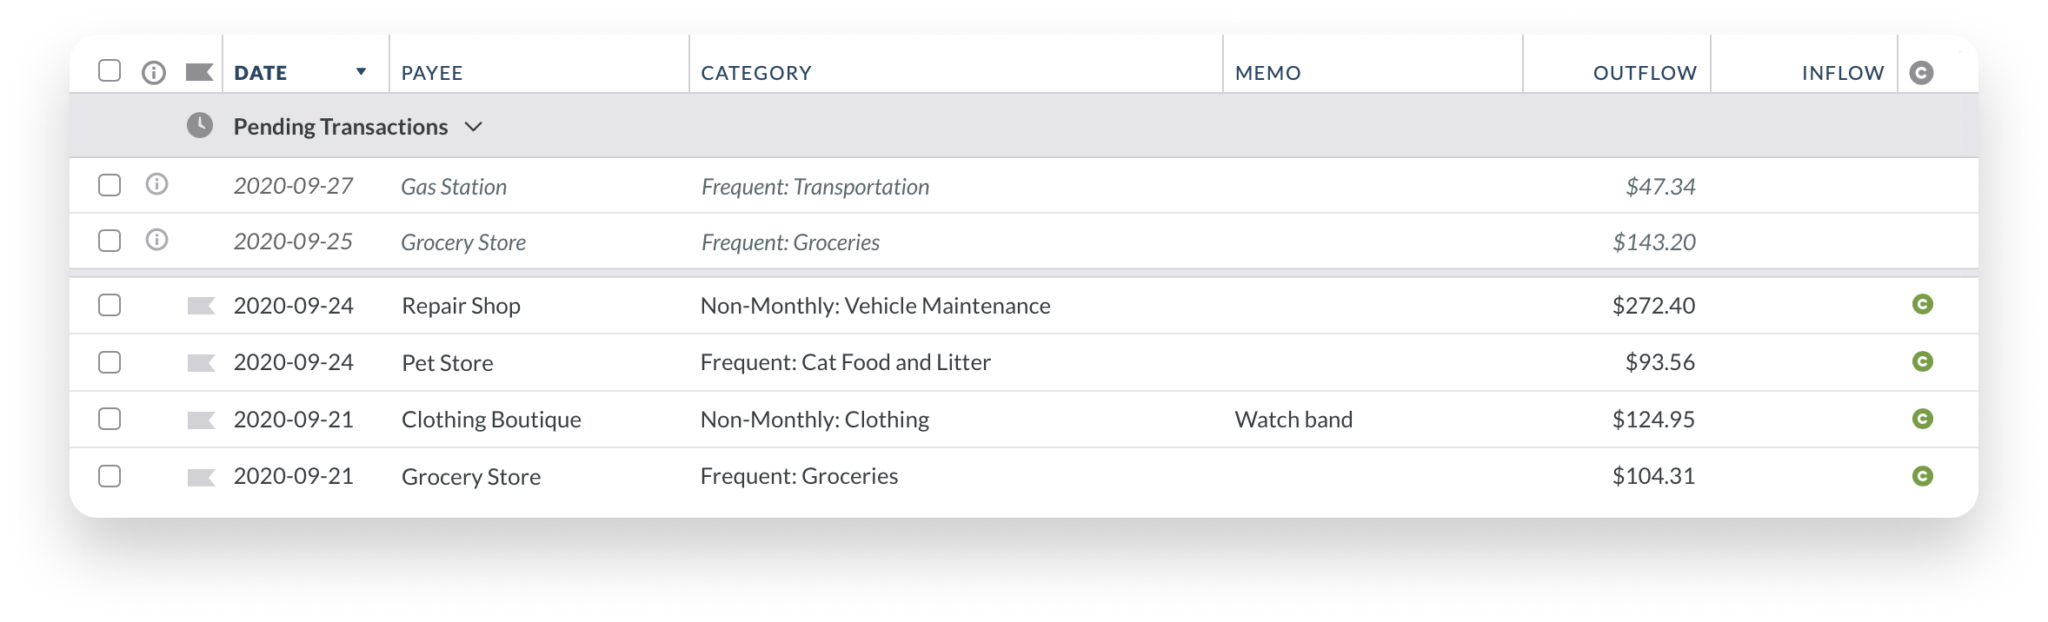 DATE PAYEE CATEGORY MEMO OUTFLOW INFLOW C
Pending Transactions
2020-09-27 Gas Station Frequent: Transportation $47.34
2020-09-25 Grocery Store Frequent: Groceries $143.20
2020-09-24 Repair Shop Non-Monthly: Vehicle Maintenance $272.40 C
2020-09-24 Pet Store Frequent: Cat Food and Litter $93.56 C
2020-09-21 Clothing Boutique Non-Monthly: Clothing Watch band $124.95 C
2020-09-21 Grocery Store Frequent: Groceries $104.31 C